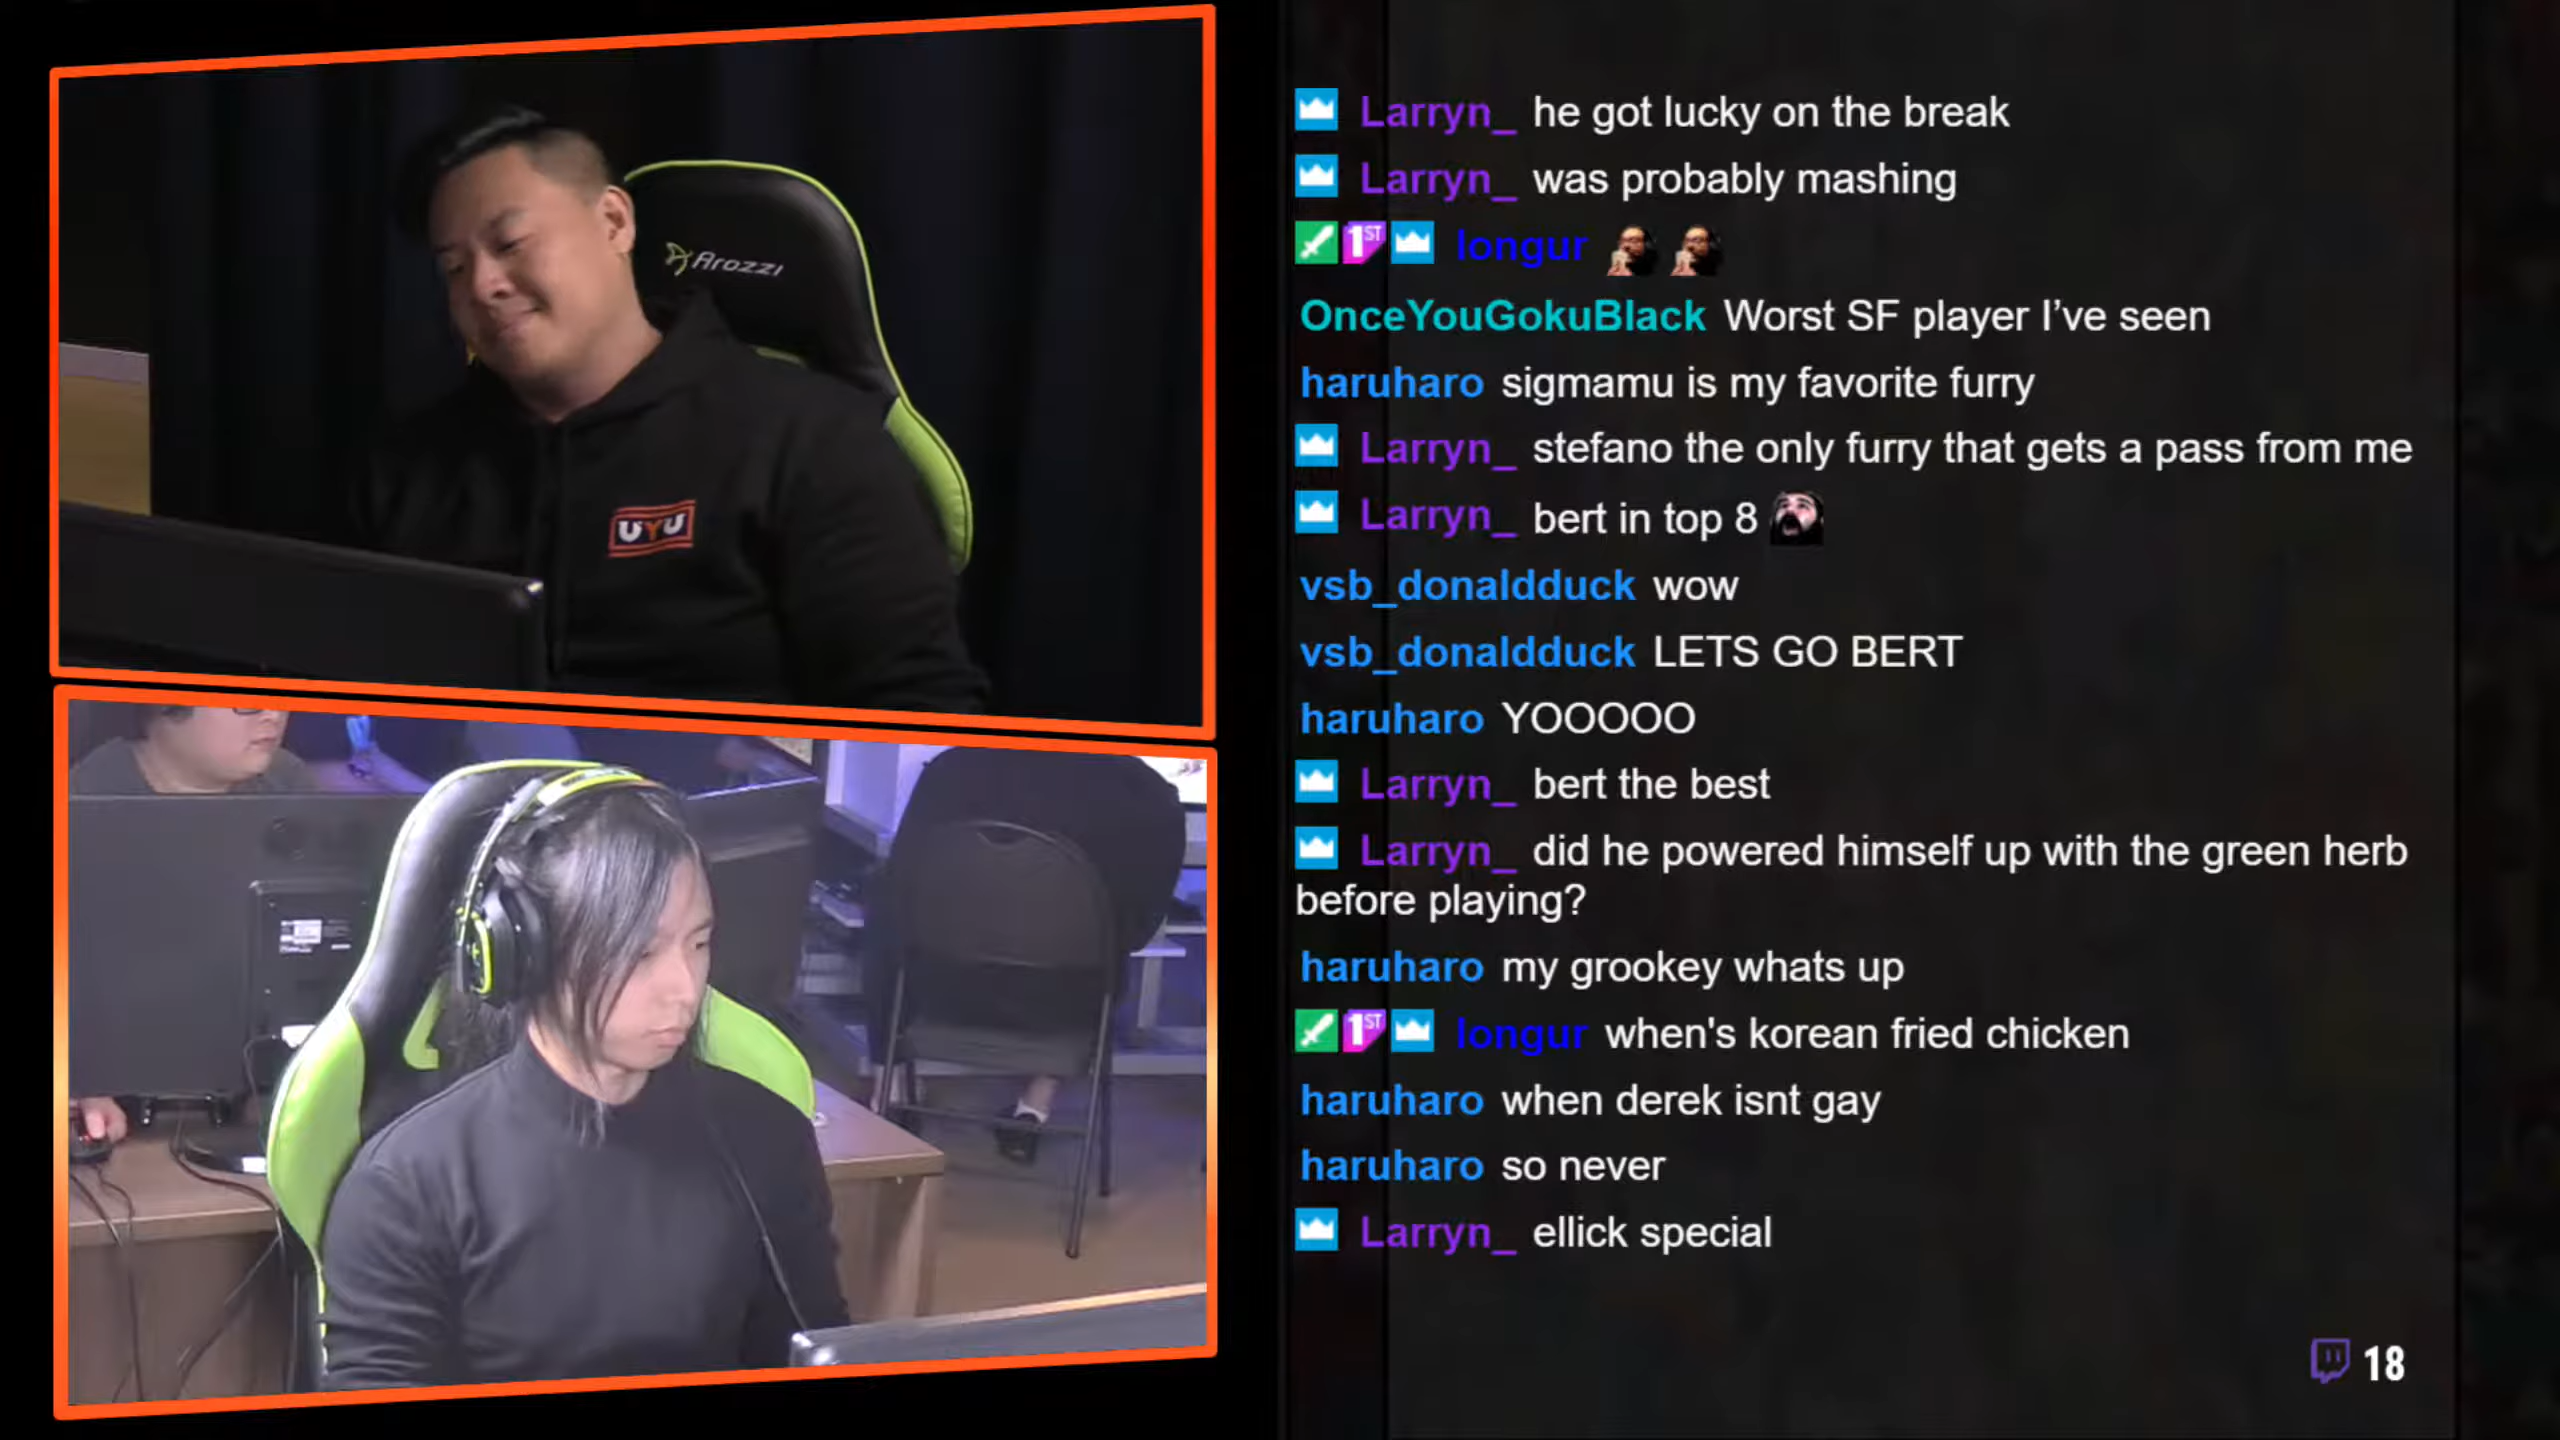 Arozzi
UYU
Larryn_ he got lucky on the break
Larryn_ was probably mashing
1ST longur
OnceYouGokuBlack Worst SF player I’ve seen
haruharo sigmamu is my favorite furry
Larryn_ stefano the only furry that gets a pass from me
Larryn_ bert in top 8
vsb_donaldduck wow
vsb_donaldduck LETS GO BERT
haruharo YOOOOO
Larryn_ bert the best
Larryn_ did he powered himself up with the green herb
before playing?
haruharo my grookey whats up
1ST longur when's korean fried chicken
haruharo when derek isnt gay
haruharo so never
Larryn_ ellick special
18